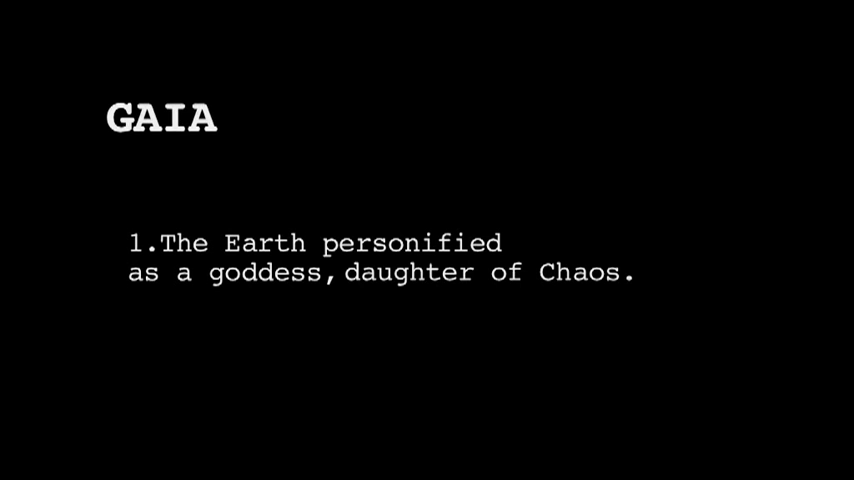 GAIA
1.The Earth personified
as a goddess, daughter of Chaos.